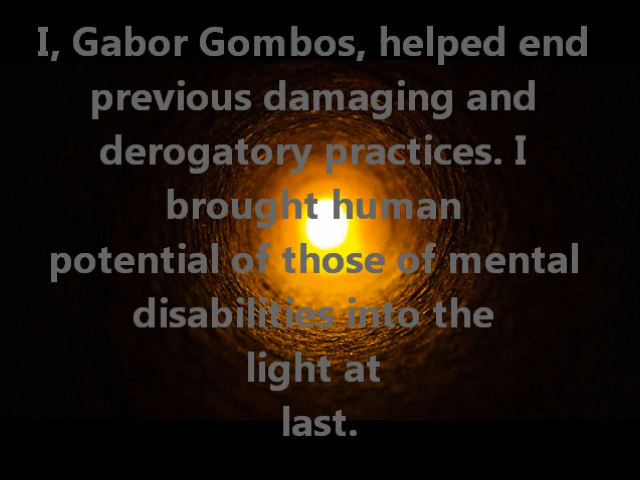 I, Gabor Gombos, helped end
previous damaging and
derogatory practices. I
brought human
potential of those of mental
disabilities into the
light at
last.